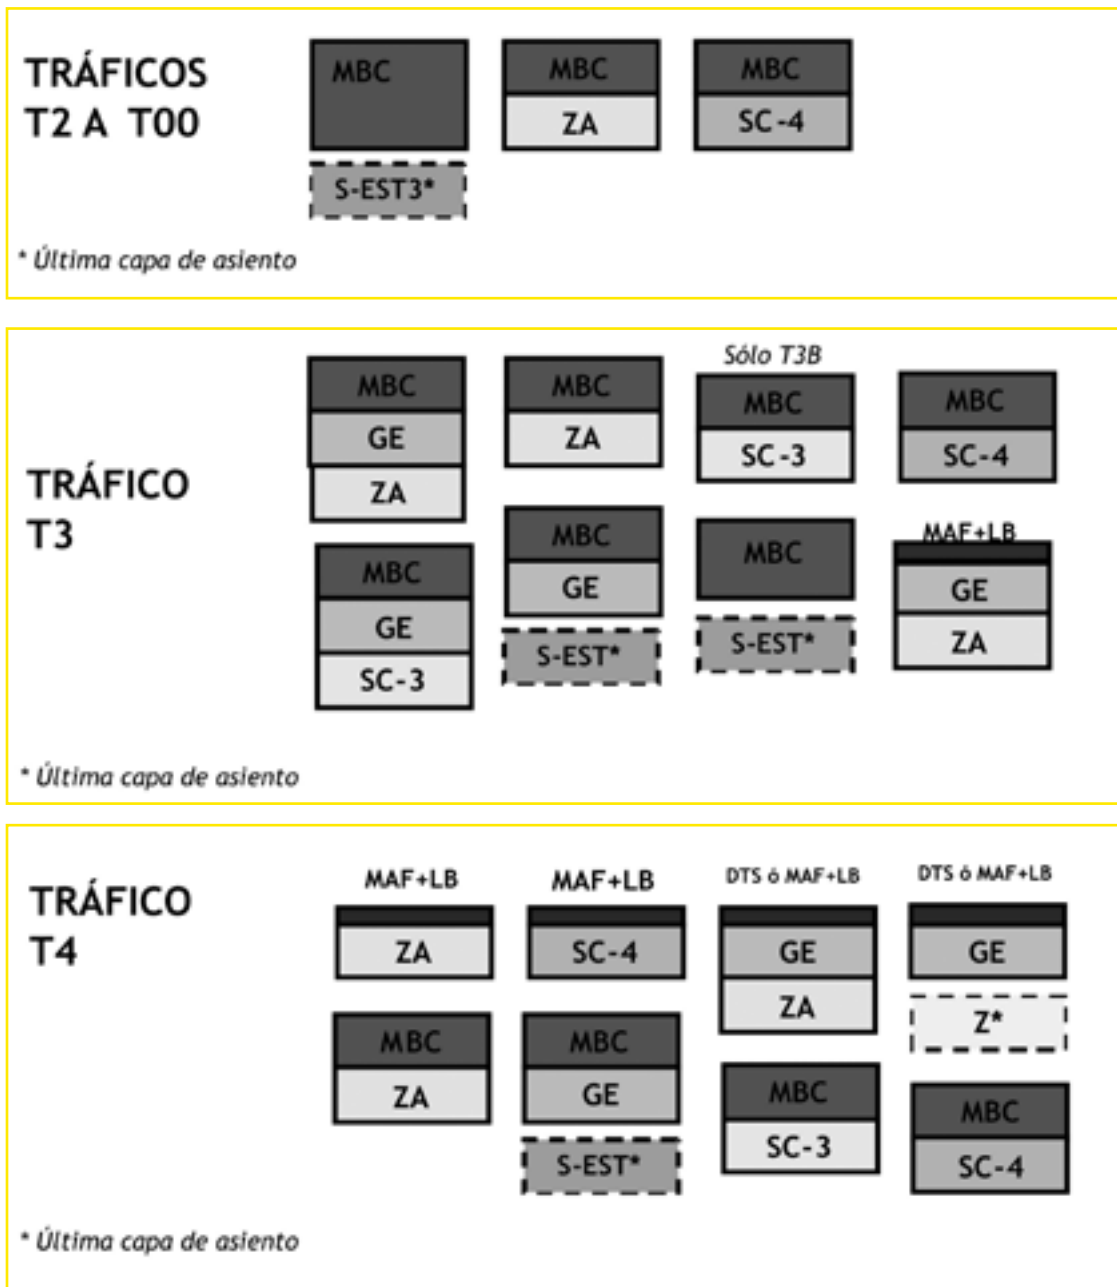 TRÁFICOS
T2 A T00
MBC
S-EST3*
MBC
ZA
MBC
SC-4
* Última capa de asiento
TRÁFICO
T3
MBC
GE
ZA
MBC
ZA
Sólo T3B
MBC
SC-3
MBC
SC-4
MBC
GE
SC-3
MBC
GE
S-EST*
MBC
S-EST*
MAF+LB
GE
ZA
* Última capa de asiento
TRÁFICO
T4
MAF+LB
ZA
MAF+LB
SC-4
DTS ó MAF+LB
GE
ZA
DTS ó MAF+LB
GE
Z*
MBC
ZA
MBC
GE
S-EST*
MBC
SC-3
MBC
SC-4
* Última capa de asiento